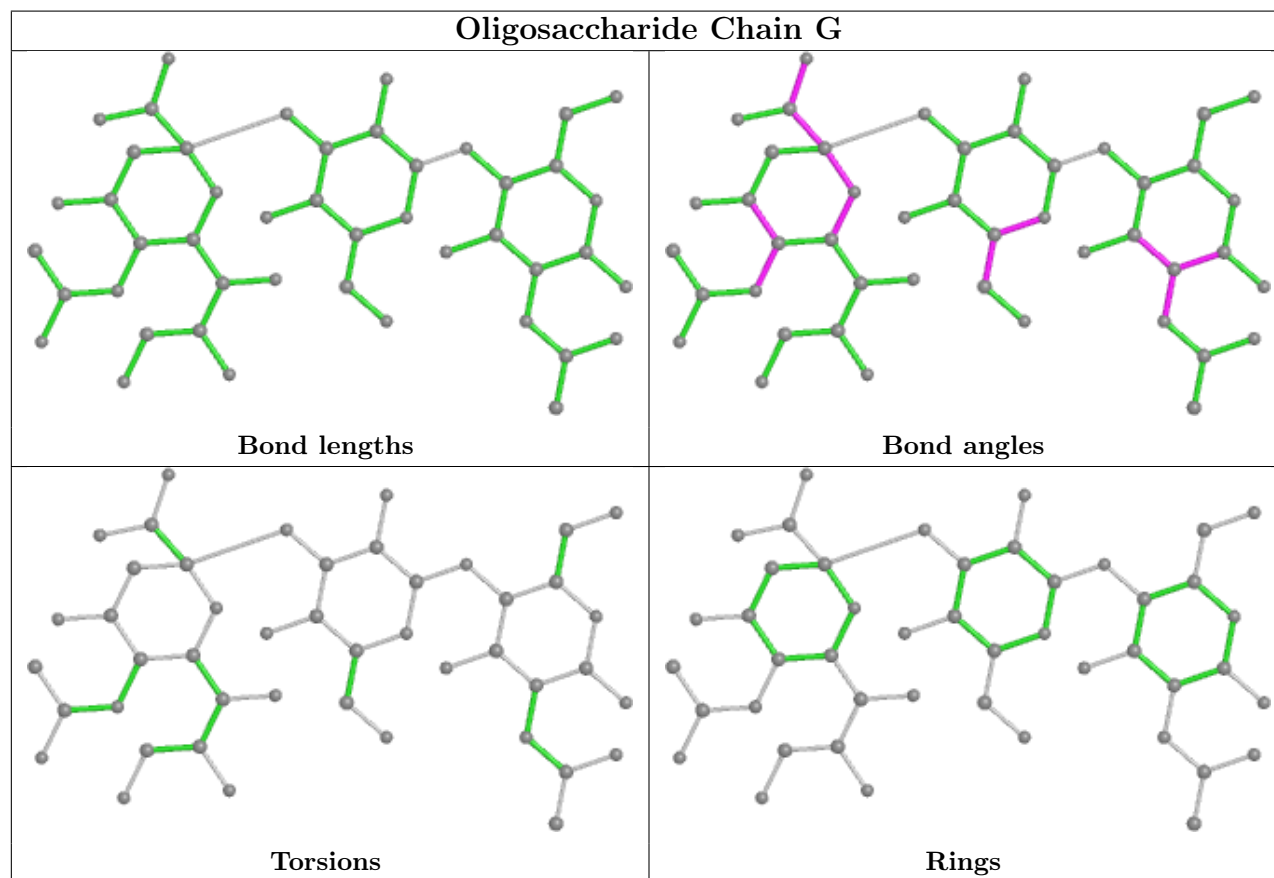 Oligosaccharide Chain G
Bond lengths
Bond angles
Torsions
Rings